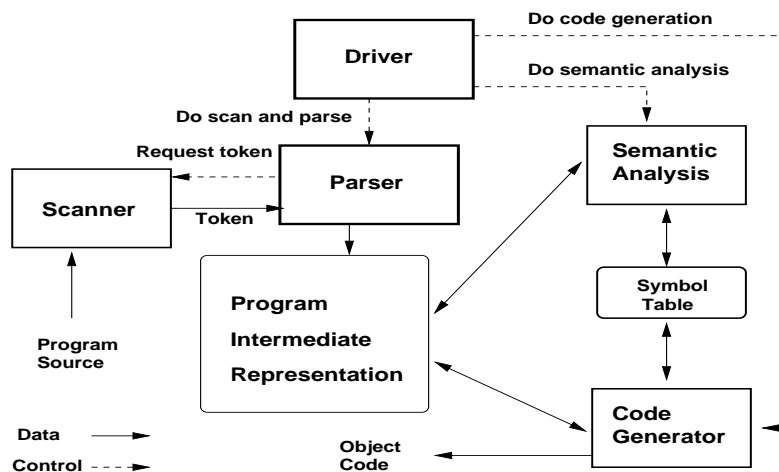 Do code generation
Driver
Do semantic analysis
Do scan and parse
Request token
Parser
Semantic
Analysis
Scanner
Token
Program
Intermediate
Representation
Symbol
Table
Program
Source
Code
Generator
Data
Control
Object
Code